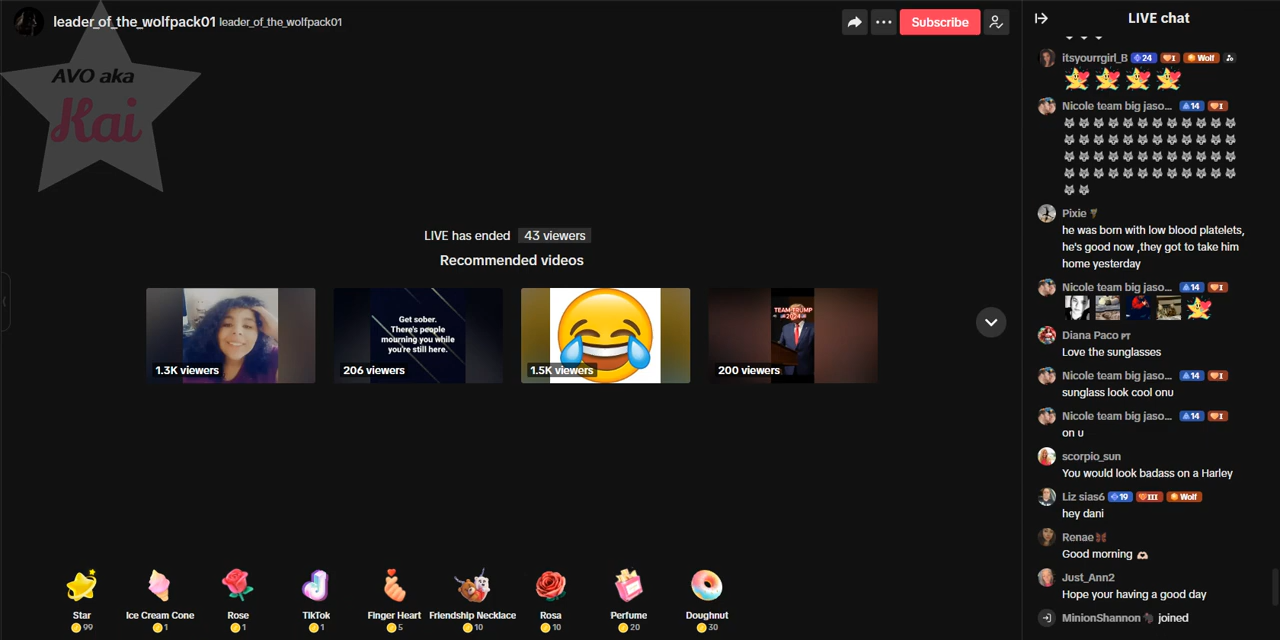 leader_of_the_wolfpack01 leader_of_the_wolfpack01
Subscribe
AVO aka
Kai
LIVE has ended 43 viewers
Recommended videos
1.3K viewers
Get sober.
There's people
mourning you while
you're still here.
206 viewers
1.5K viewers
TEAM TRUMP
2024
200 viewers
Star
99
Ice Cream Cone
1
Rose
1
TikTok
1
Finger Heart
5
Friendship Necklace
10
Rosa
10
Perfume
20
Doughnut
30
LIVE chat
itsyourrgirl_B 24 I Wolf
Nicole team big jaso... 14 I
Pixie
he was born with low blood platelets,
he's good now ,they got to take him
home yesterday
Nicole team big jaso... 14 I
Diana Paco PT
Love the sunglasses
Nicole team big jaso... 14 I
sunglass look cool onu
Nicole team big jaso... 14 I
on u
scorpio_sun
You would look badass on a Harley
Liz sias6 19 III Wolf
hey dani
Renae
Good morning
Just_Ann2
Hope your having a good day
MinionShannon joined